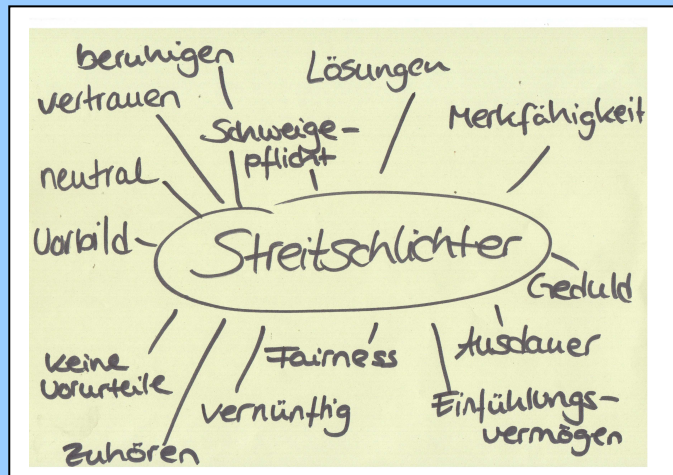 beruhigen
Lösungen
vertrauen
Schweige-
pflicht
Merkfähigkeit
neutral
Vorbild
Streitschlichter
Geduld
Ausdauer
Fairness
keine
Vorurteile
vernünftig
Einfühlungs-
vermögen
Zuhören